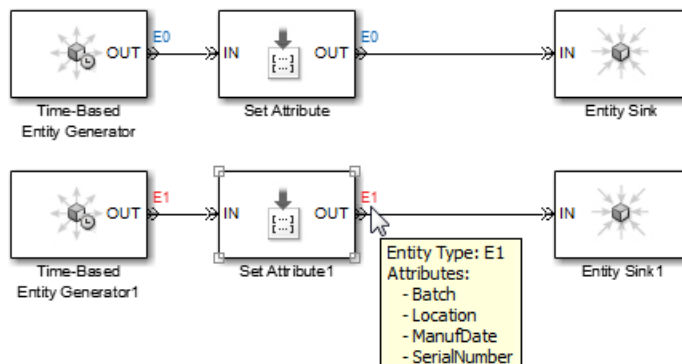 E0 E0
OUT IN OUT IN
Time-Based
Entity Generator
Set Attribute
Entity Sink
E1 E1
OUT IN OUT IN
Time-Based
Entity Generator1
Set Attribute1
Entity Sink1
Entity Type: E1
Attributes:
- Batch
- Location
- ManufDate
- SerialNumber